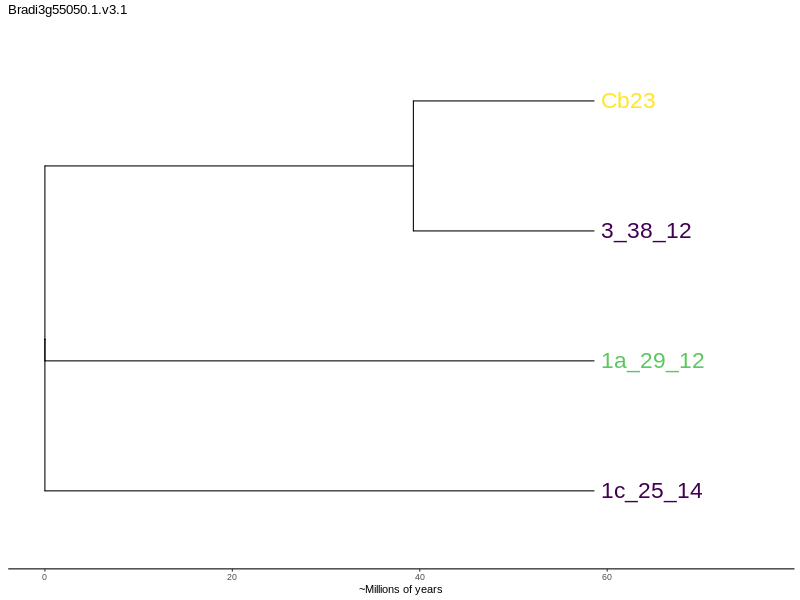 Bradi3g55050.1.v3.1
Cb23
3_38_12
1a_29_12
1c_25_14
0 20 40 60
~Millions of years